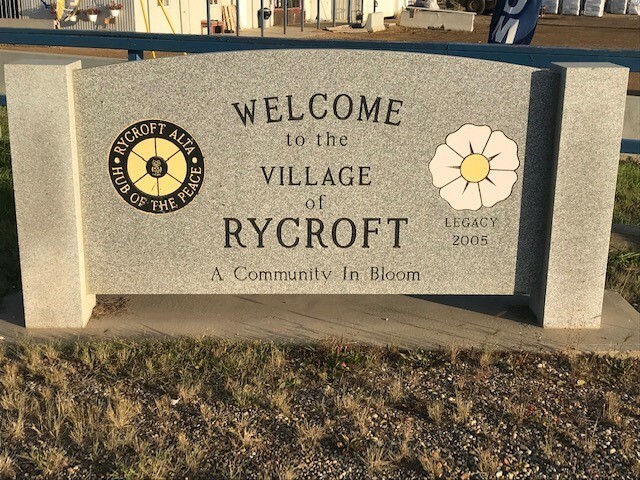 WELCOME
to the
VILLAGE
of
RYCROFT
A Community In Bloom
RYCROFT ALTA
• HUB OF THE PEACE •
LEGACY
2005